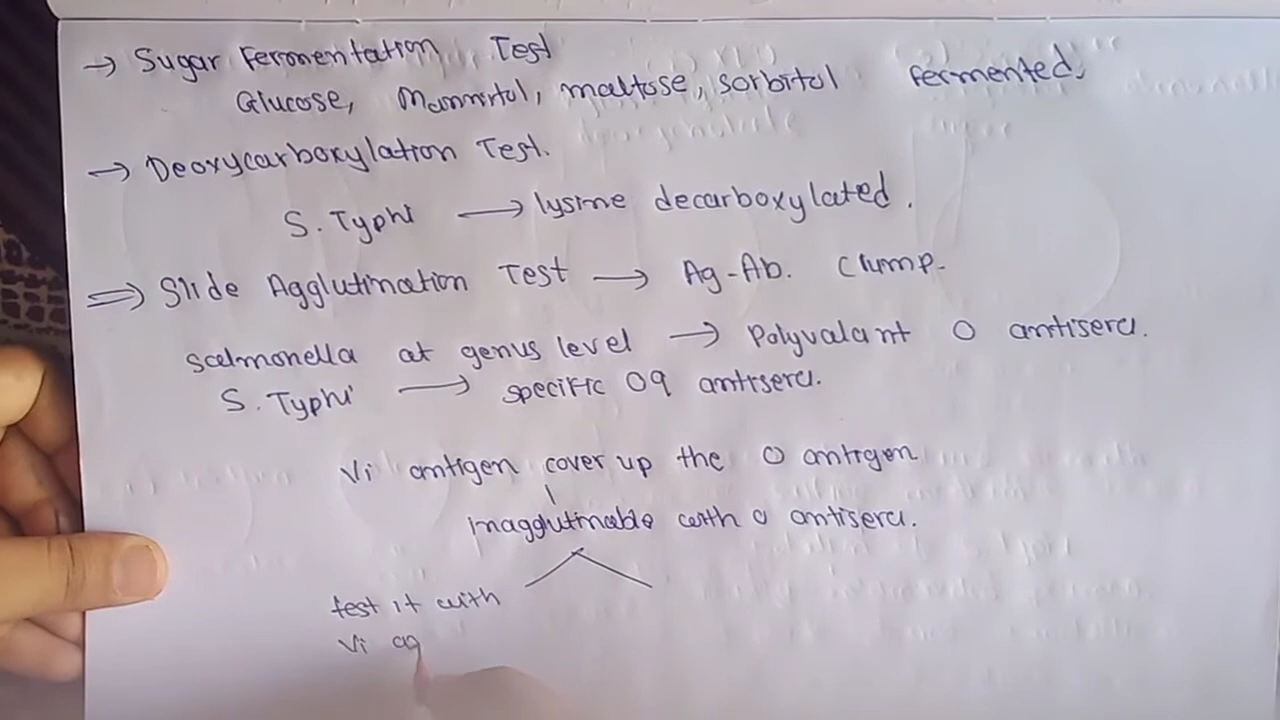 → Sugar Fermentation Test
Glucose, Mannitol, maltose, sorbitol fermented.
→ Deoxycarboxylation Test.
S. Typhi → lysine decarboxylated.
⇒ Slide Agglutination Test → Ag-Ab. Clump.
Salmonella at genus level → Polyvalant O antisera.
S. Typhi → specific O9 antisera.
Vi antigen cover up the O antigen
inagglutinable with O antisera.
test it with
Vi ag